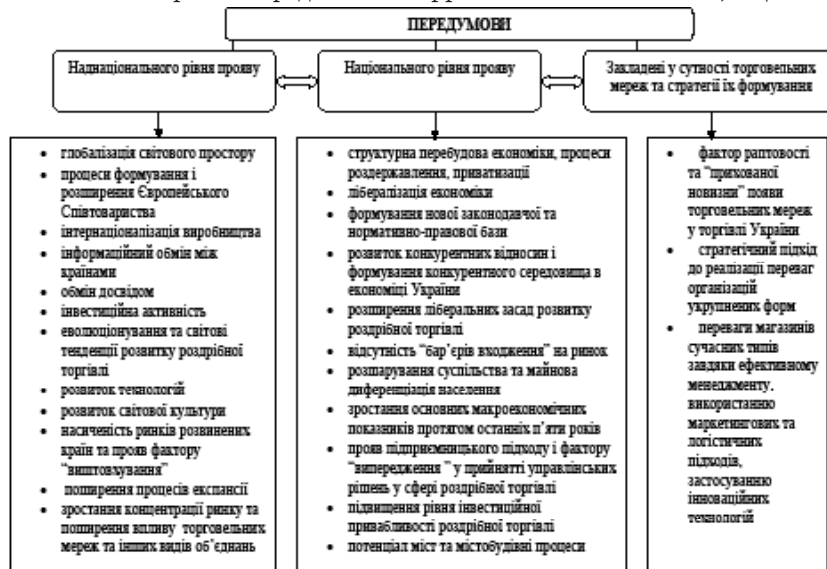 ПЕРЕДУМОВИ
Наднаціонального рівня прояву
Національного рівня прояву
Закладені у сутності торговельних
мереж та стратегії їх формування
• глобалізація світового простору
• процеси формування і
розширення Європейського
Співтовариства
• інтернаціоналізація виробництва
• інформаційний обмін між
країнами
• обмін досвідом
• інвестиційна активність
• еволюціонування та світові
тенденції розвитку роздрібної
торгівлі
• розвиток технологій
• розвиток світової культури
• насиченість ринків розвинених
країн та прояв фактору
“виштовхування”
• поширення процесів експансії
• зростання концентрації ринку та
поширення впливу торговельних
мереж та інших видів об’єднань
• структурна перебудова економіки, процеси
роздержавлення, приватизації
• лібералізація економіки
• формування нової законодавчої та
нормативно-правової бази
• розвиток конкурентних відносин і
формування конкурентного середовища в
економіці України
• розширення ліберальних засад розвитку
роздрібної торгівлі
• відсутність “бар’єрів входження” на ринок
• розшарування суспільства та майнова
диференціація населення
• зростання основних макроекономічних
показників протягом останніх п’яти років
• прояв підприємницького підходу і фактору
“випередження ” у прийнятті управлінських
рішень у сфері роздрібної торгівлі
• підвищення рівня інвестиційної
привабливості роздрібної торгівлі
• потенціал міст та містобудівні процеси
• фактор раптовості
та “прихованої
новизни” появи
торговельних мереж
у торгівлі України
• стратегічний підхід
до реалізації переваг
організацій
укрупнених форм
• переваги магазинів
сучасних типів
завдяки ефективному
менеджменту,
використанню
маркетингових та
логістичних
підходів,
застосуванню
інноваційних
технологій